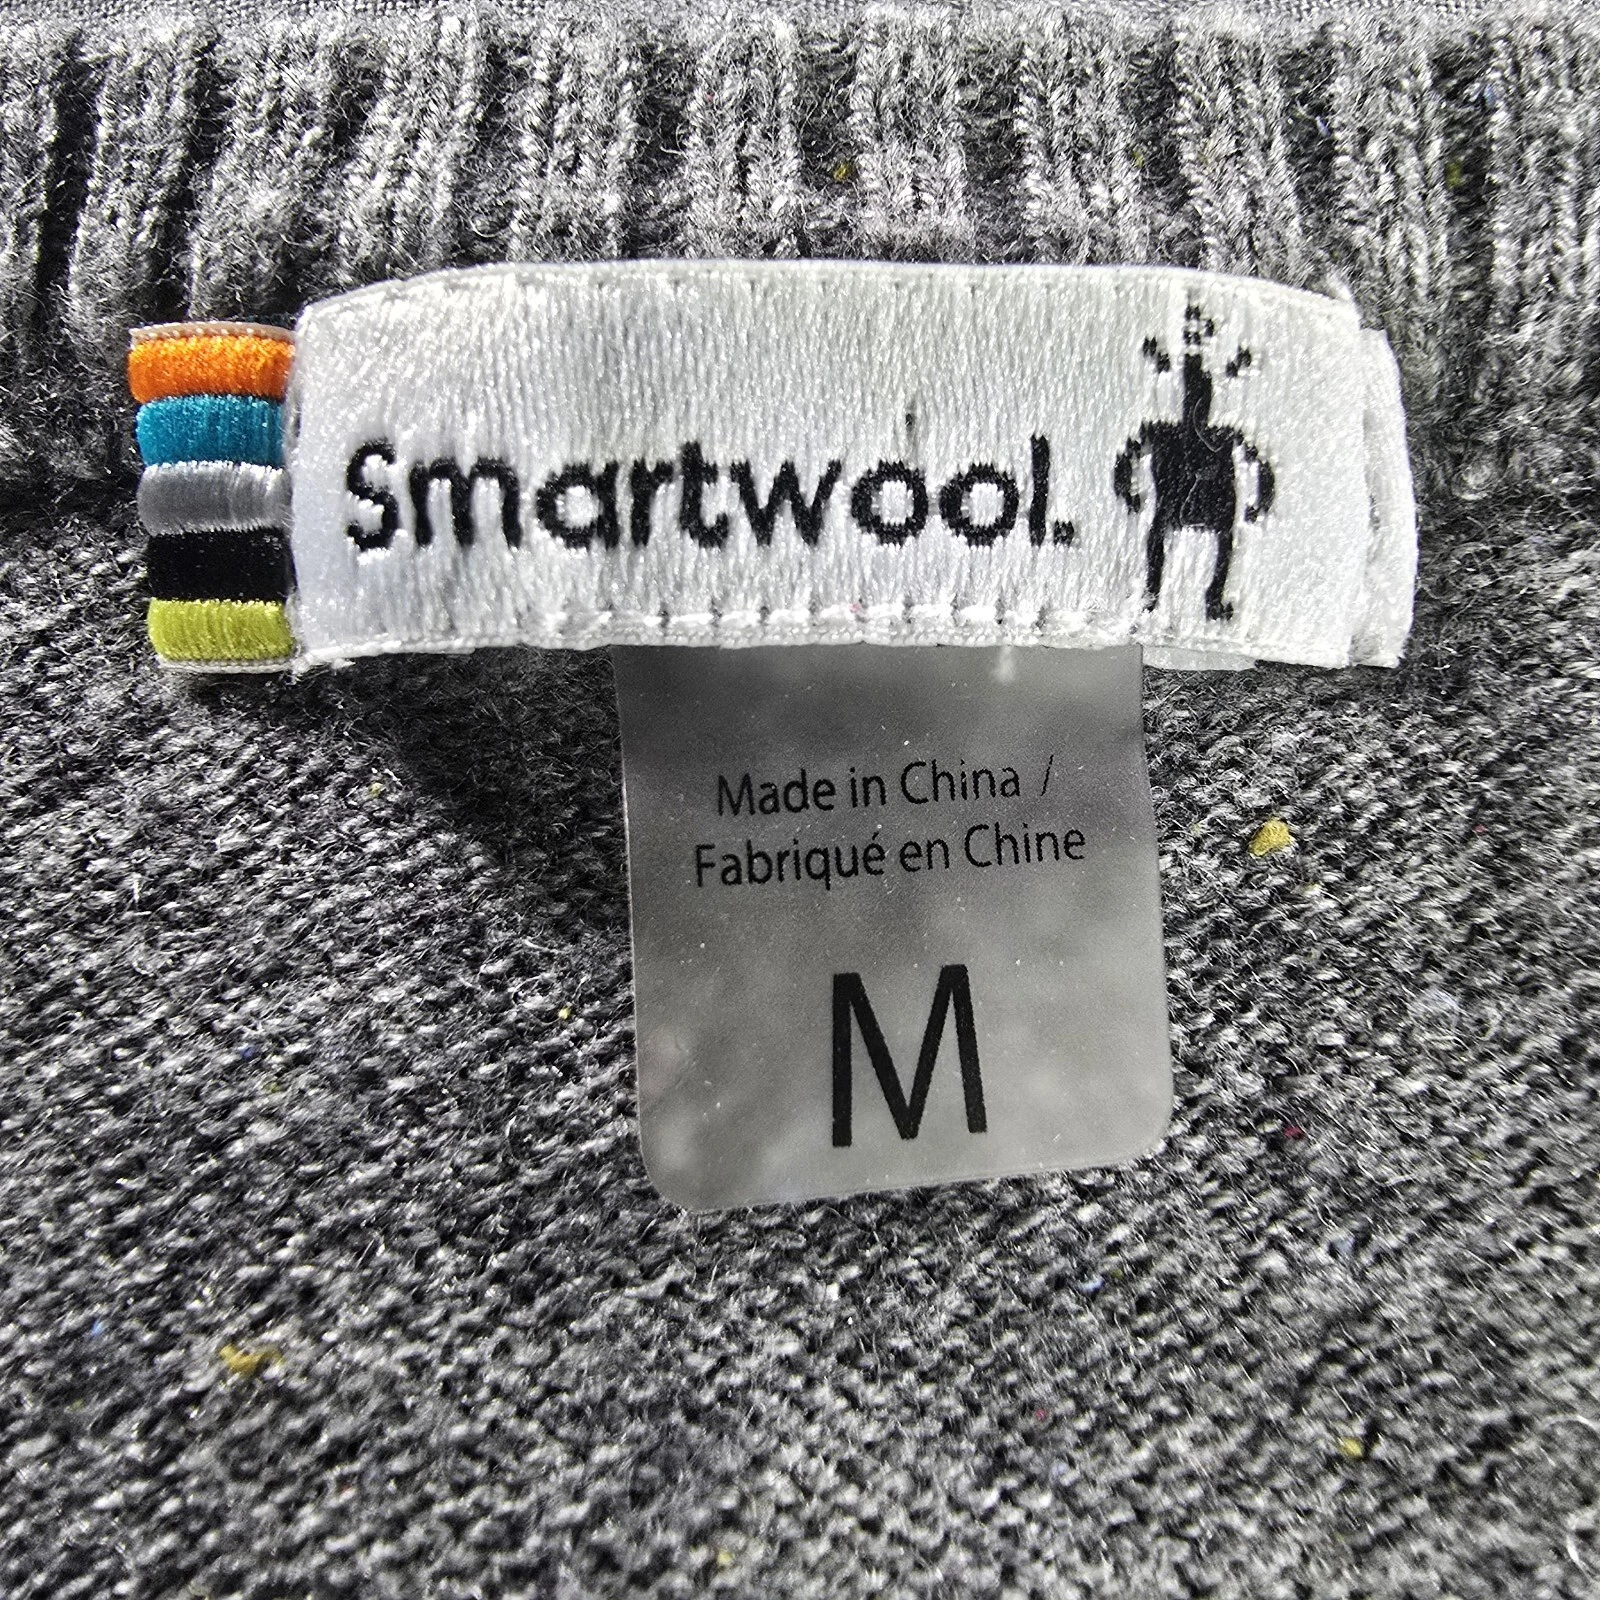 Smartwool.
Made in China /
Fabriqué en Chine
M